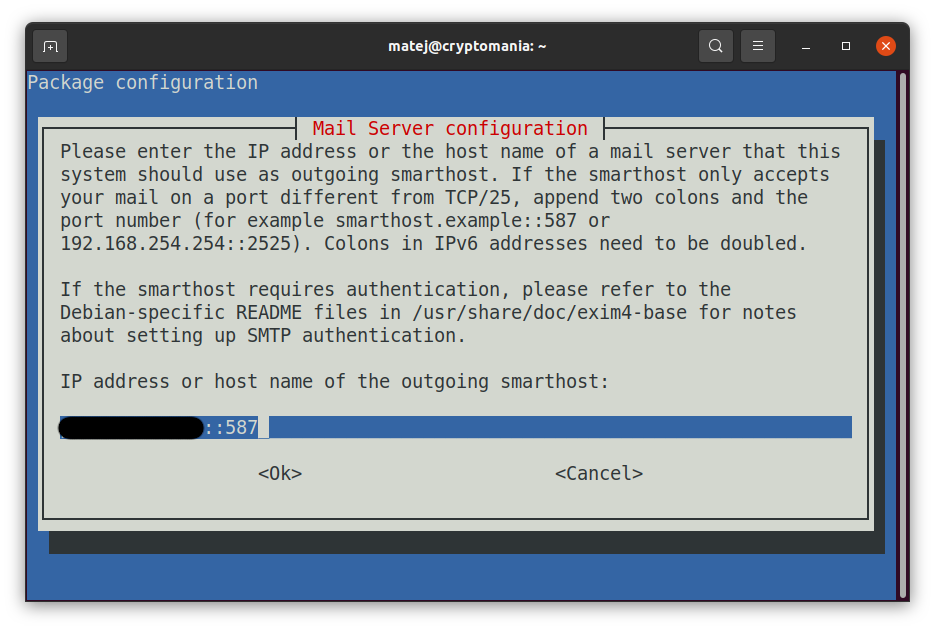 matej@cryptomania: ~
Package configuration
Mail Server configuration
Please enter the IP address or the host name of a mail server that this
system should use as outgoing smarthost. If the smarthost only accepts
your mail on a port different from TCP/25, append two colons and the
port number (for example smarthost.example::587 or
192.168.254.254::2525). Colons in IPv6 addresses need to be doubled.
If the smarthost requires authentication, please refer to the
Debian-specific README files in /usr/share/doc/exim4-base for notes
about setting up SMTP authentication.
IP address or host name of the outgoing smarthost:
::587
<Ok> <Cancel>